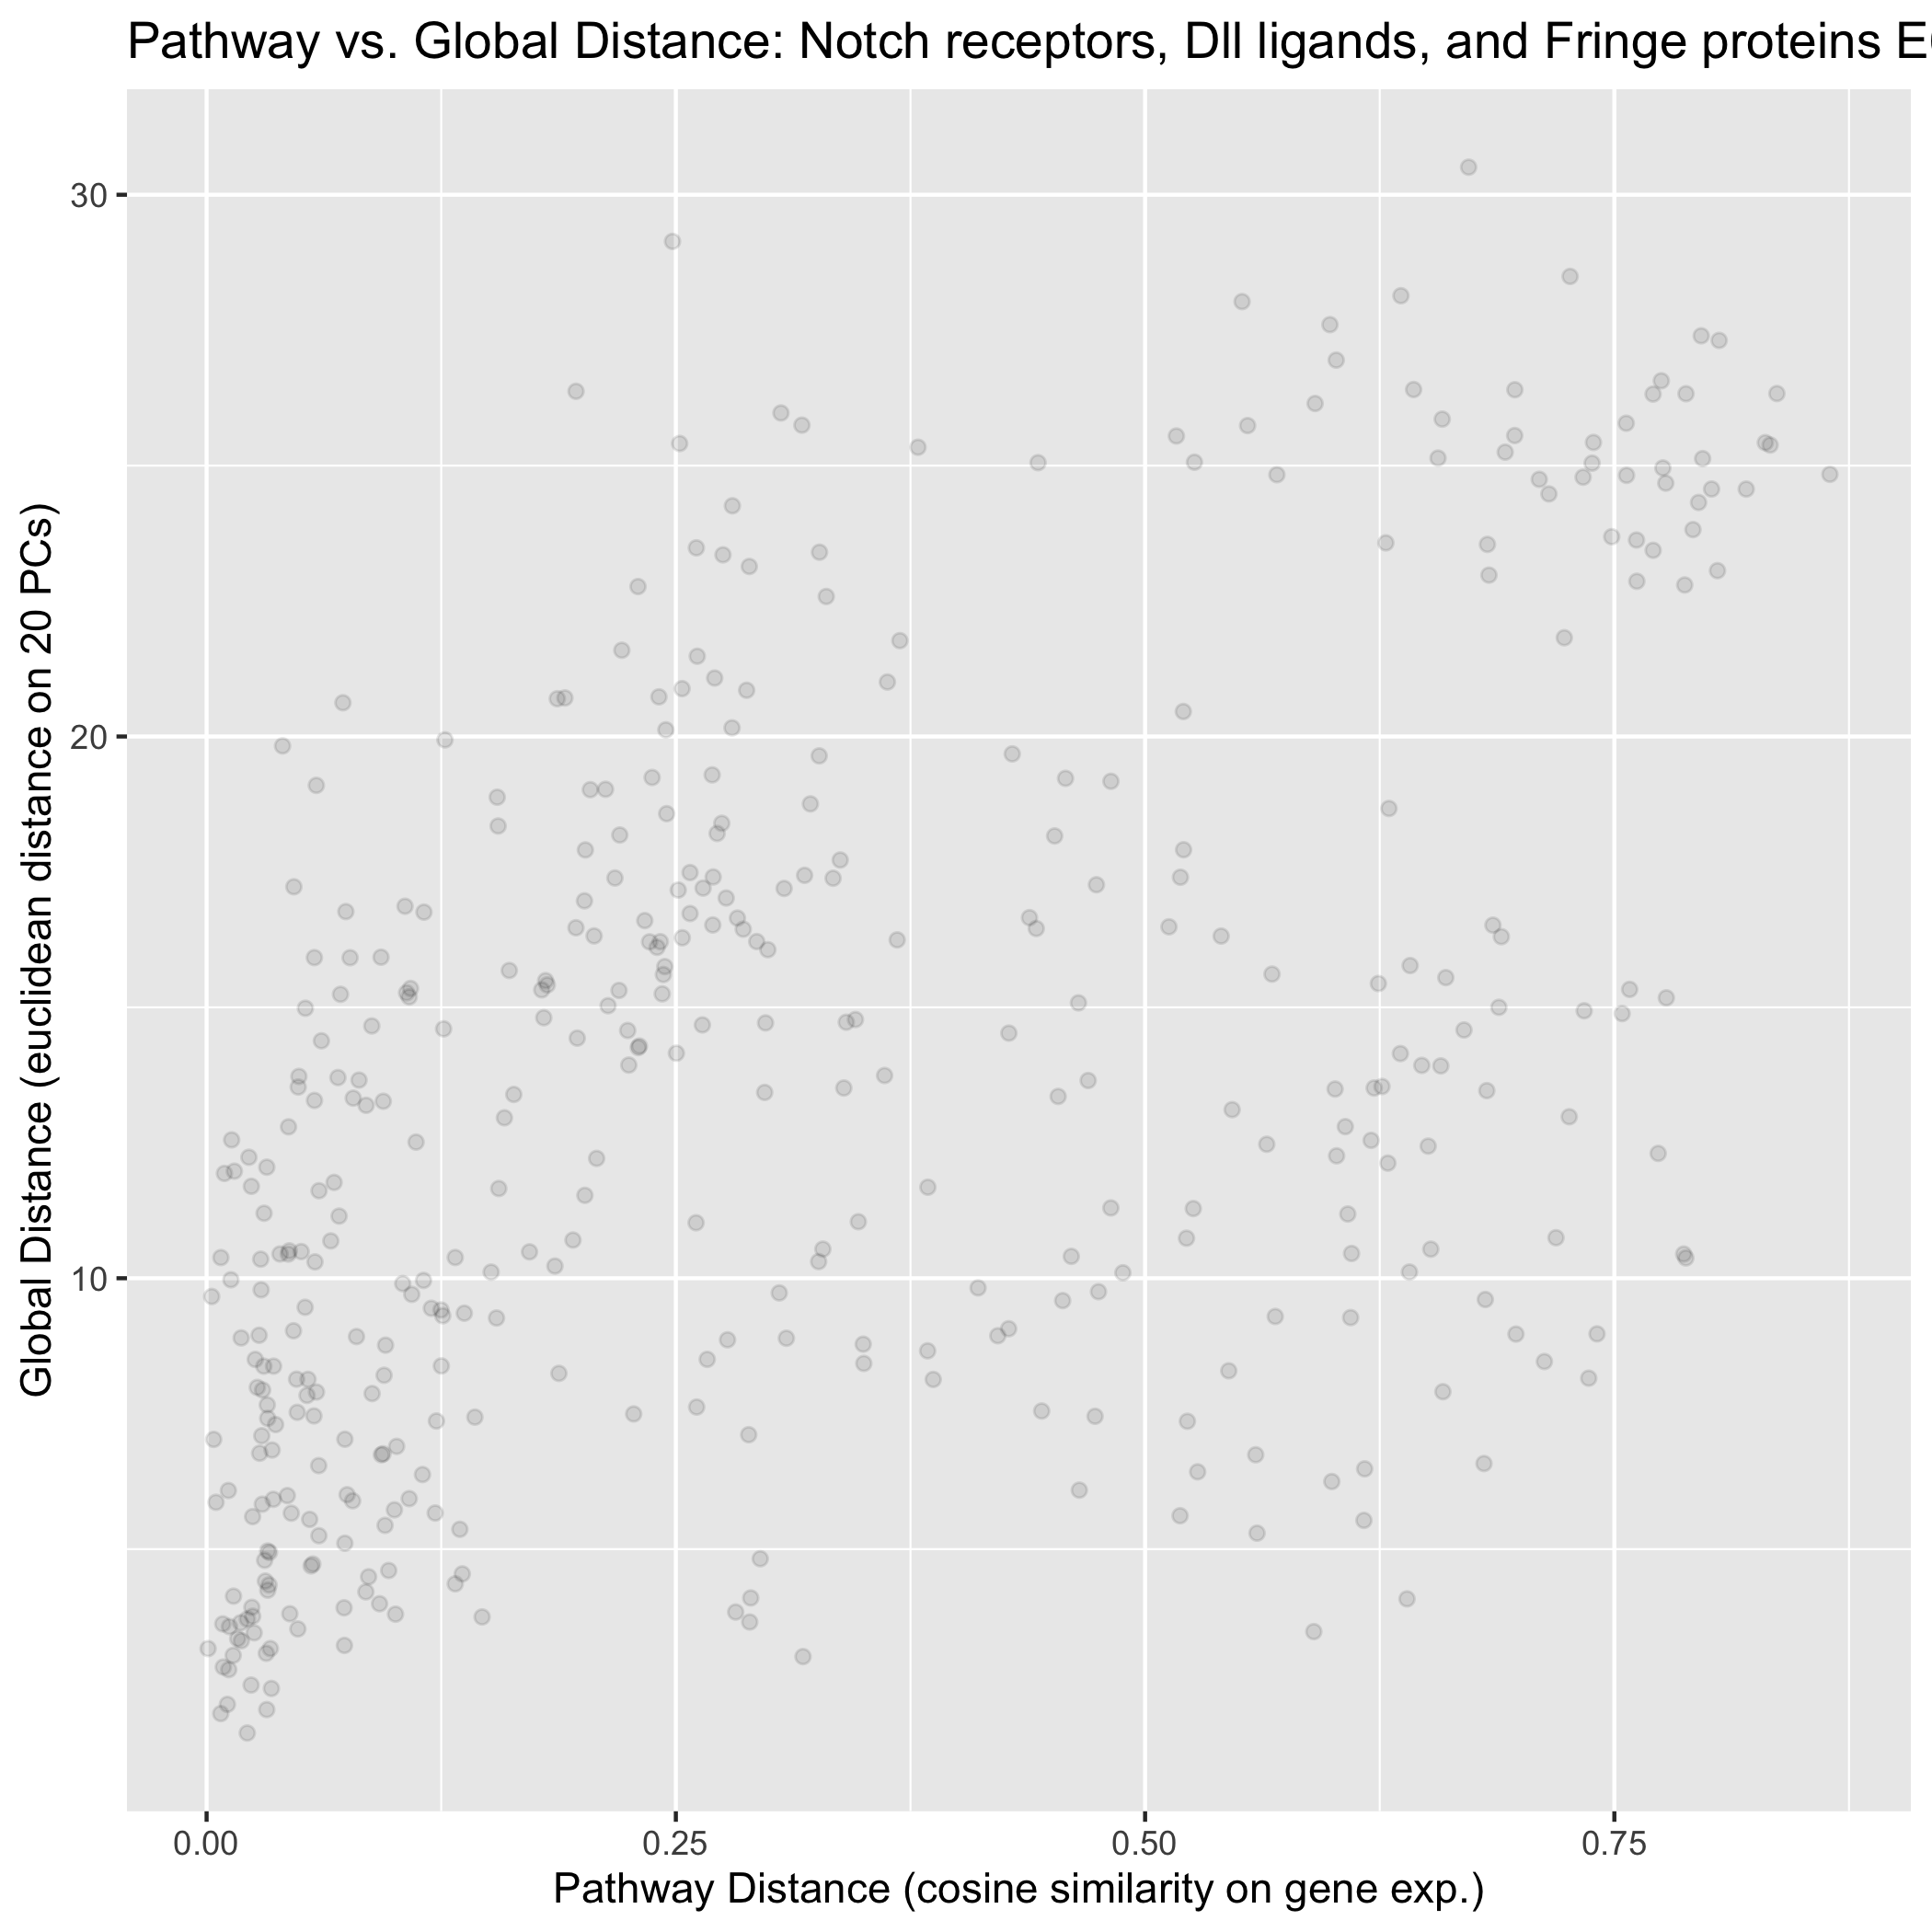 Pathway vs. Global Distance: Notch receptors, Dll ligands, and Fringe proteins
30
20
10
Global Distance (euclidean distance on 20 PCs)
0.00 0.25 0.50 0.75
Pathway Distance (cosine similarity on gene exp.)